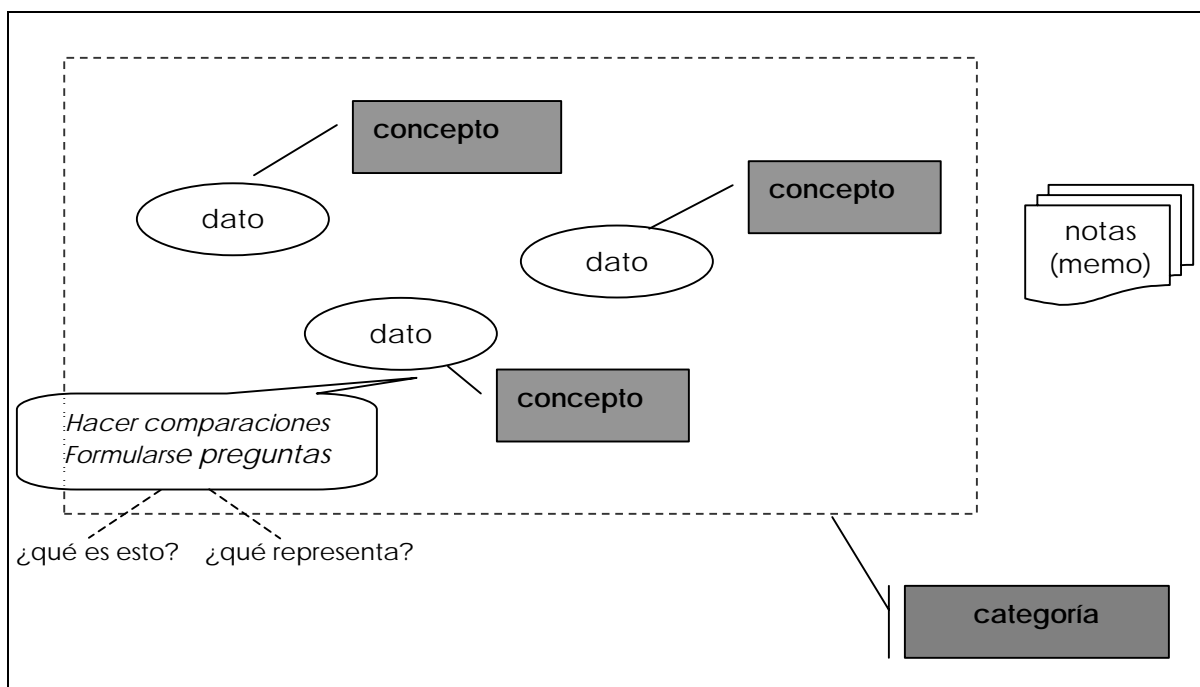 concepto
concepto
dato
notas
(memo)
dato
dato
concepto
Hacer comparaciones
Formularse preguntas
¿qué es esto? ¿qué representa?
categoría